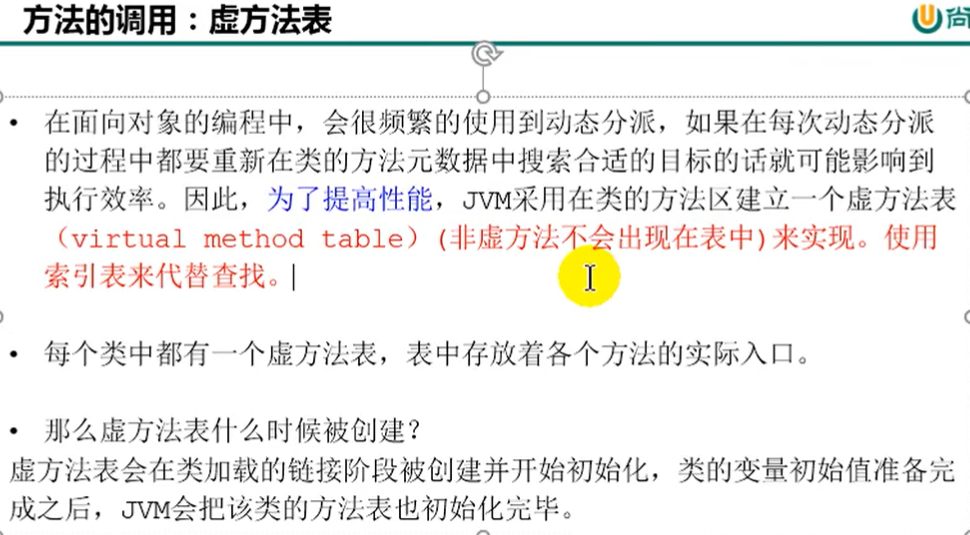 方法的调用：虚方法表
尚
• 在面向对象的编程中，会很频繁的使用到动态分派，如果在每次动态分派
的过程中都要重新在类的方法元数据中搜索合适的目标的话就可能影响到
执行效率。因此，为了提高性能，JVM采用在类的方法区建立一个虚方法表
（virtual method table）(非虚方法不会出现在表中)来实现。使用
索引表来代替查找。
• 每个类中都有一个虚方法表，表中存放着各个方法的实际入口。
• 那么虚方法表什么时候被创建？
虚方法表会在类加载的链接阶段被创建并开始初始化，类的变量初始值准备完
成之后，JVM会把该类的方法表也初始化完毕。